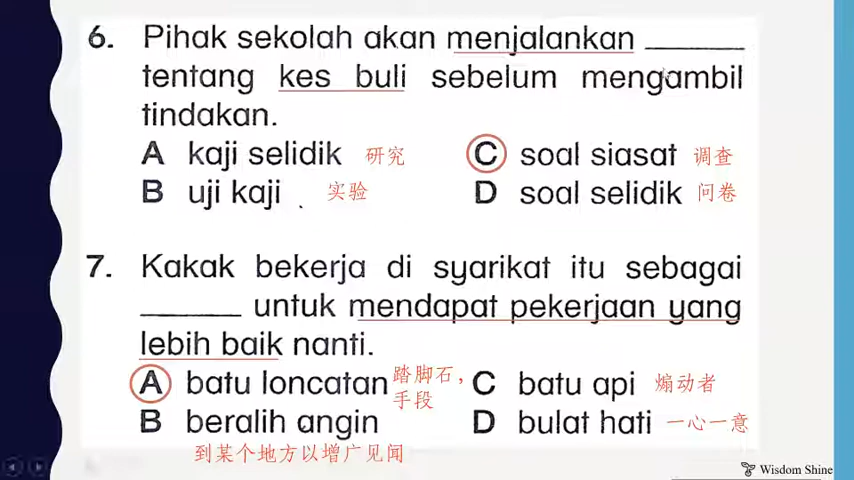 6. Pihak sekolah akan menjalankan ______
tentang kes buli sebelum mengambil
tindakan.
A kaji selidik 研究 C soal siasat 调查
B uji kaji 实验 D soal selidik 问卷
7. Kakak bekerja di syarikat itu sebagai
______ untuk mendapat pekerjaan yang
lebih baik nanti.
A batu loncatan 踏脚石，手段 C batu api 煽动者
B beralih angin D bulat hati 一心一意
到某个地方以增广见闻
Wisdom Shine